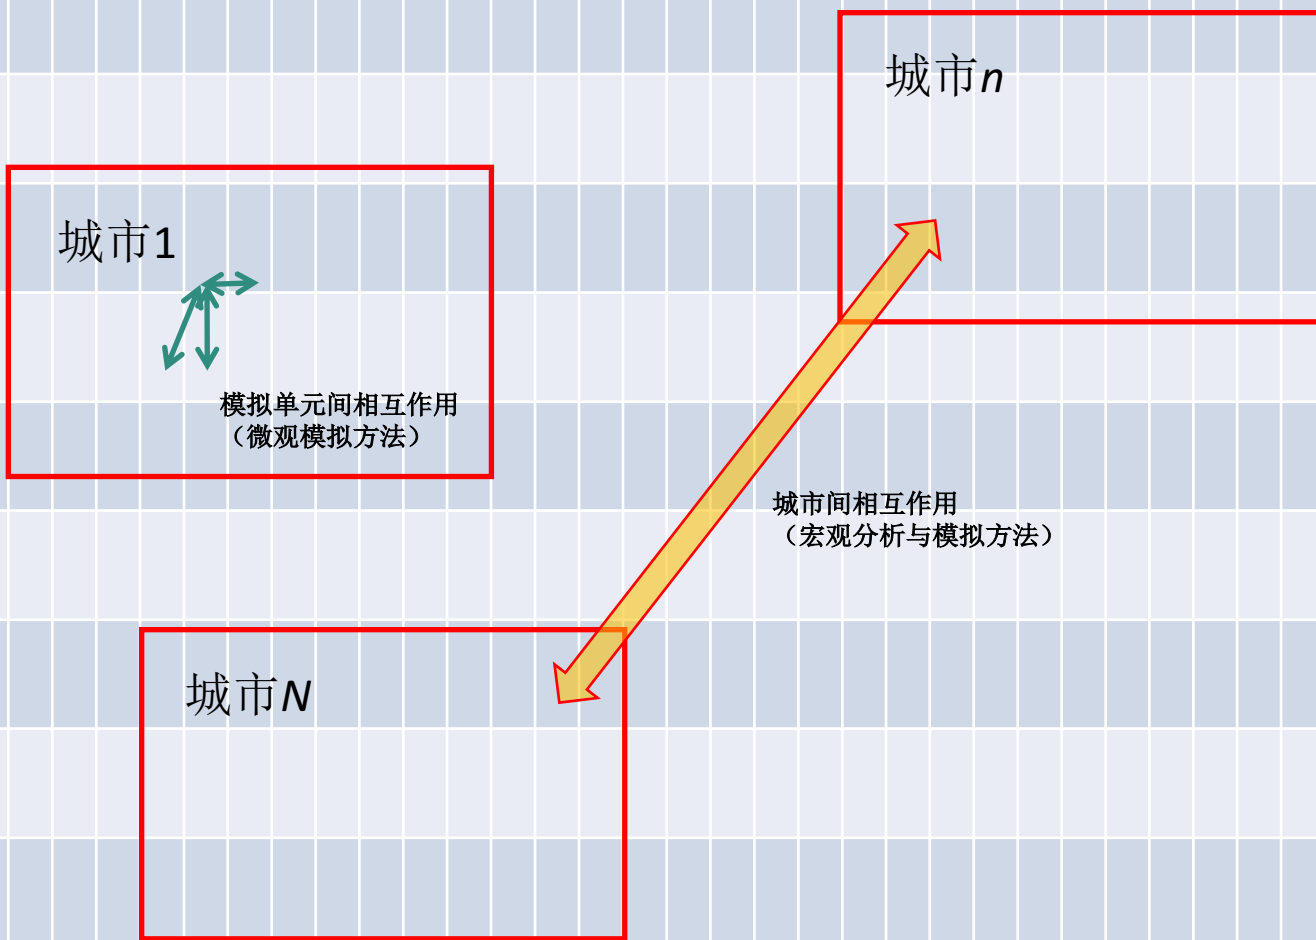 城市n
城市1
模拟单元间相互作用
（微观模拟方法）
城市间相互作用
（宏观分析与模拟方法）
城市N